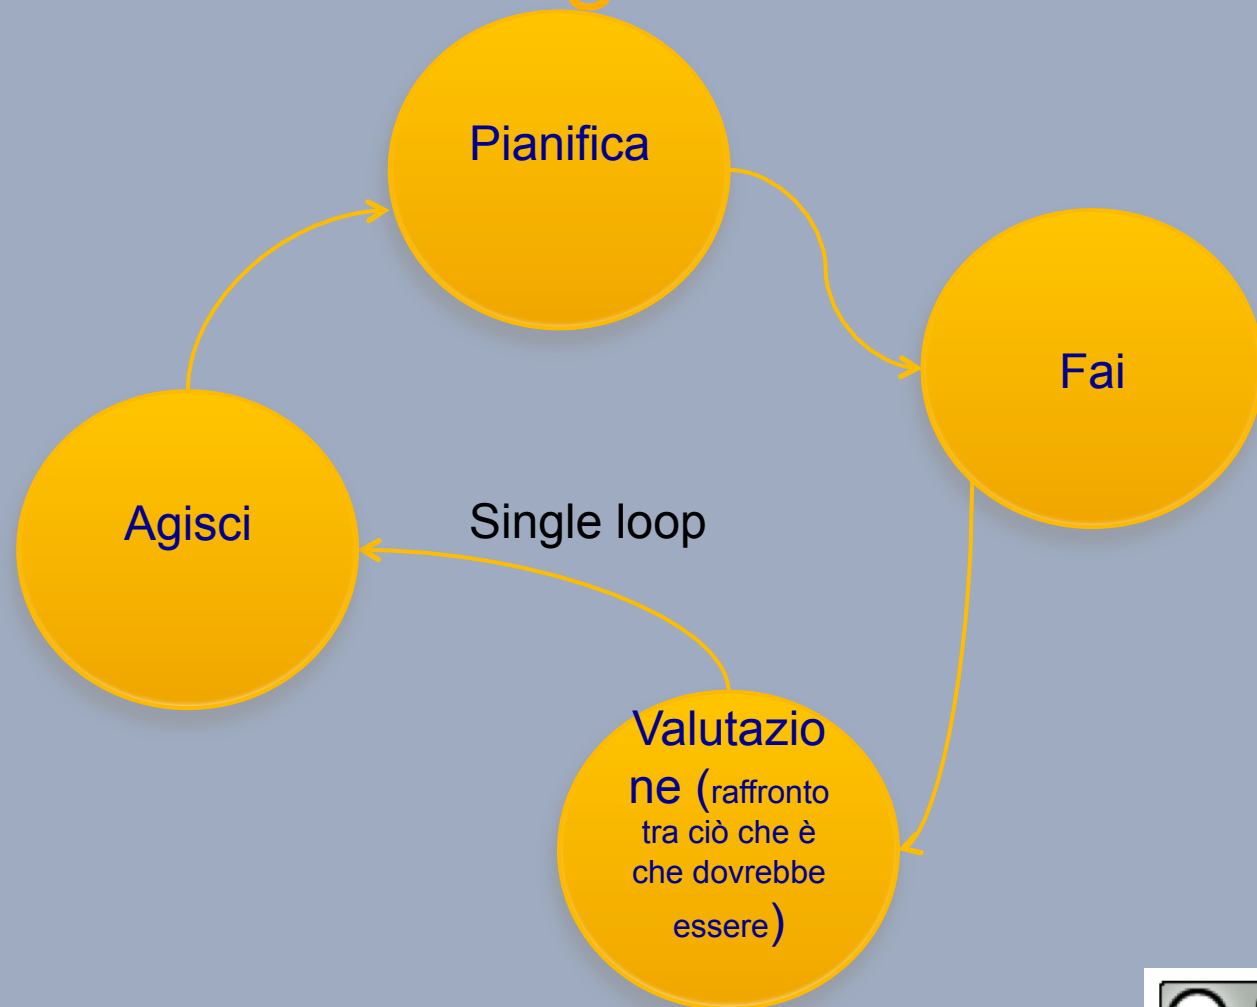 Pianifica
Fai
Agisci
Single loop
Valutazio
ne (raffronto
tra ciò che è
che dovrebbe
essere)